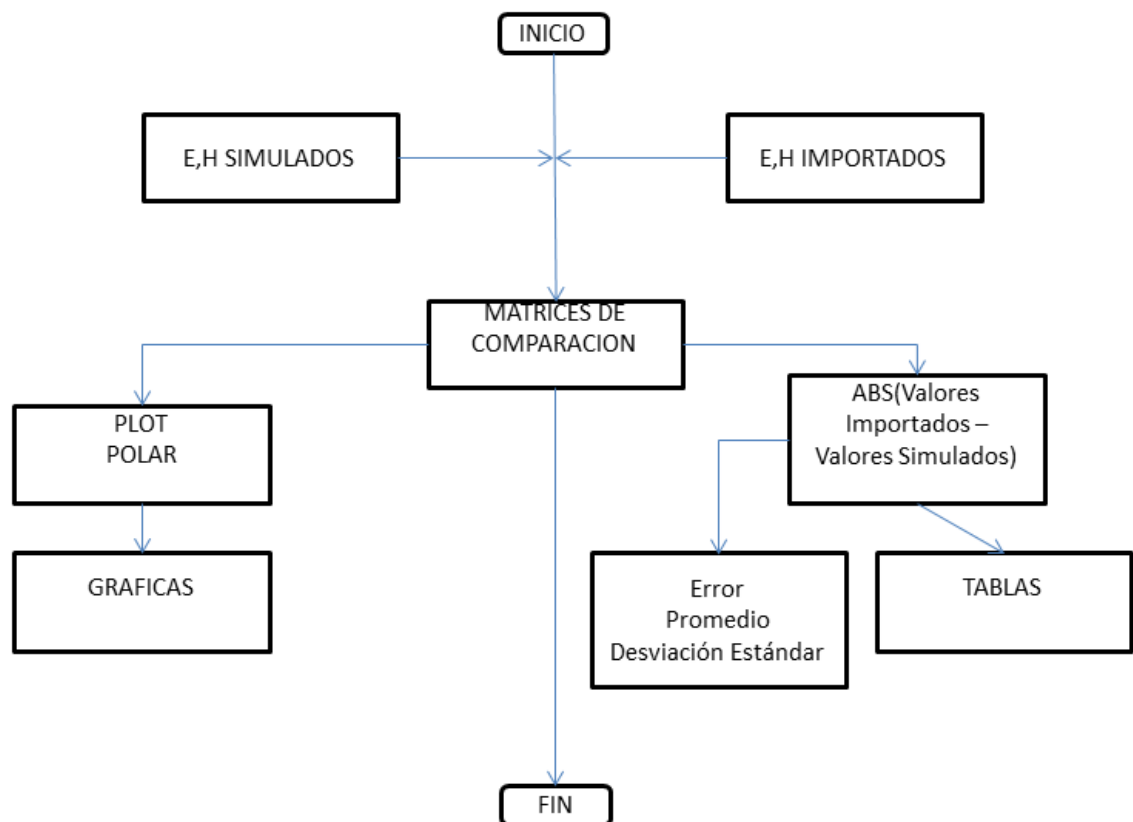 INICIO
E,H SIMULADOS
E,H IMPORTADOS
MATRICES DE
COMPARACION
PLOT
POLAR
ABS(Valores
Importados –
Valores Simulados)
GRAFICAS
Error
Promedio
Desviación Estándar
TABLAS
FIN